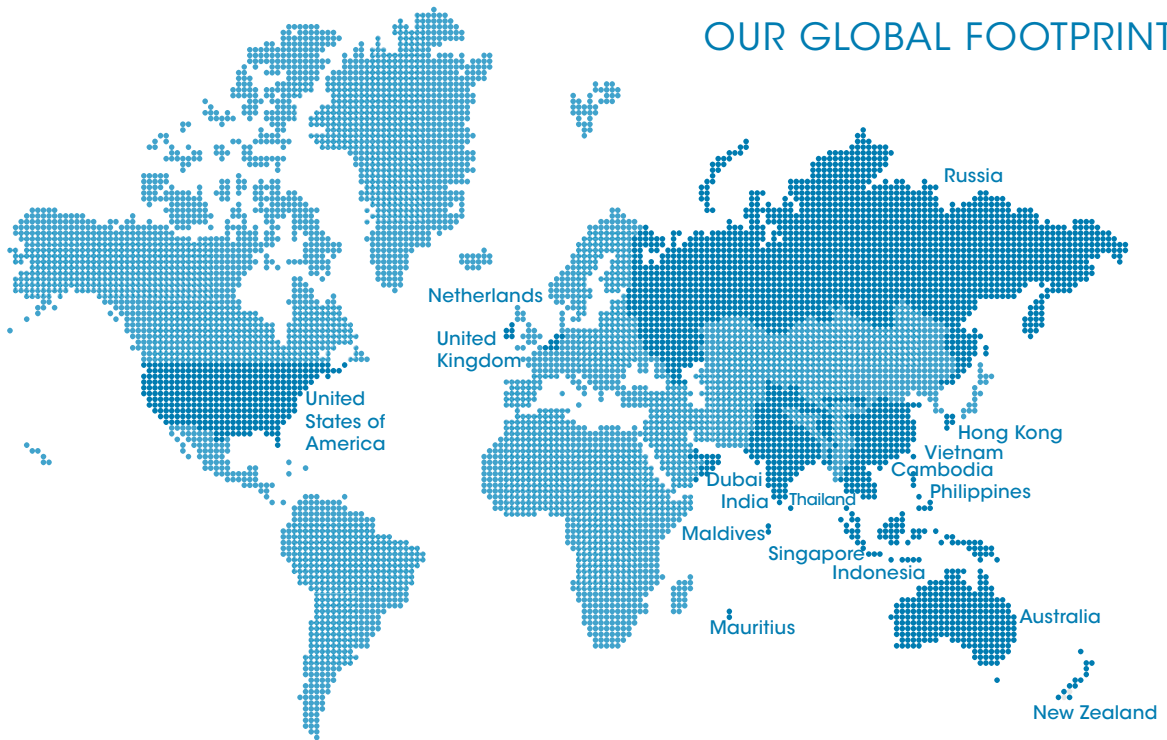 OUR GLOBAL FOOTPRINT
Russia
Netherlands
United
Kingdom
United
States of
America
Hong Kong
Vietnam
Cambodia
Dubai
India
Thailand
Philippines
Maldives
Singapore
Indonesia
Mauritius
Australia
New Zealand